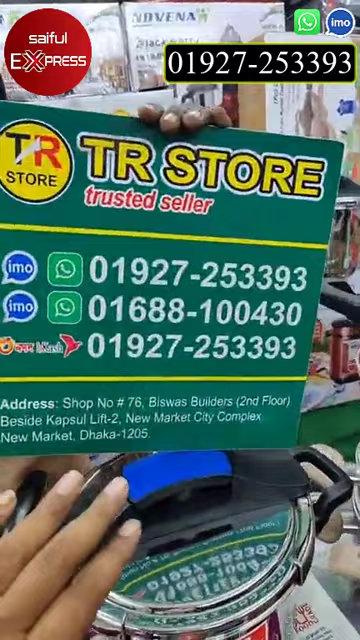 saiful
EXPRESS
NOVENA
imo
01927-253393
TR
STORE
TR STORE
trusted seller
imo 01927-253393
imo 01688-100430
bKash 01927-253393
Address: Shop No # 76, Biswas Builders (2nd Floor)
Beside Kapsul Lift-2, New Market City Complex
New Market, Dhaka-1205.